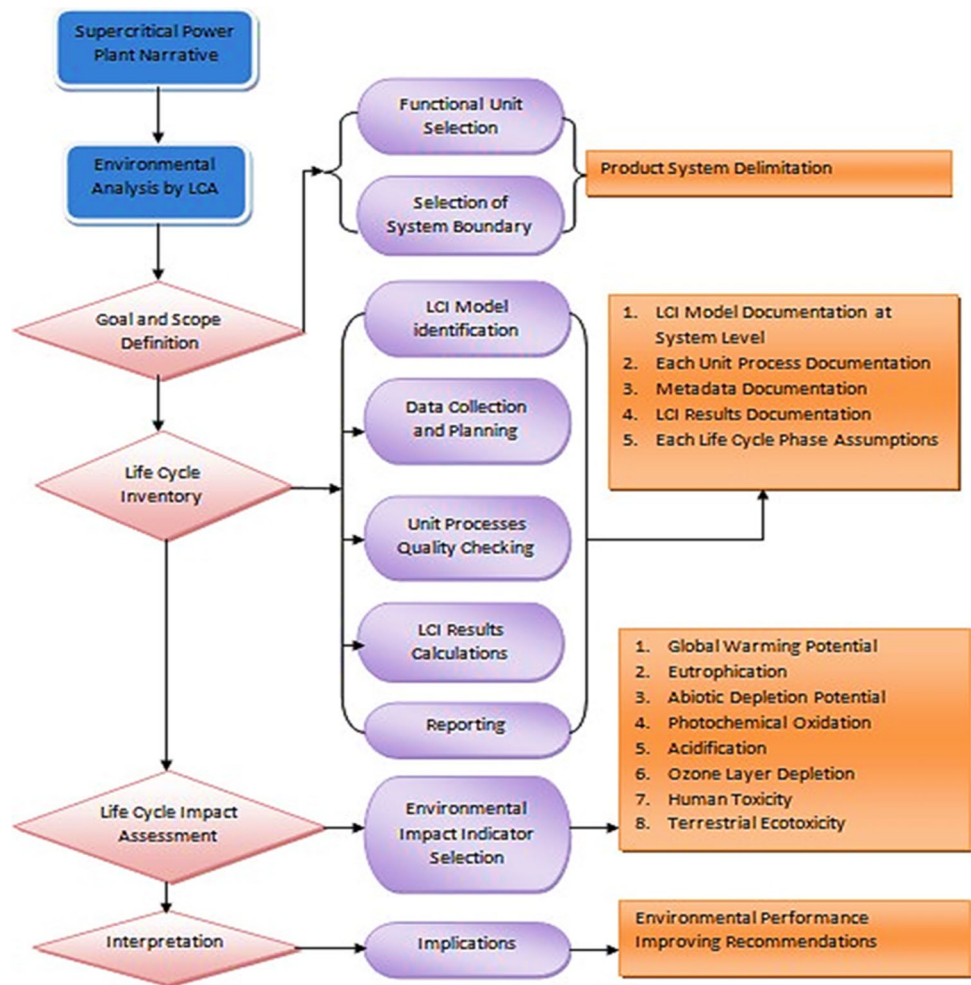 Supercritical Power
Plant Narrative
Environmental
Analysis by LCA
Functional Unit
Selection
Selection of
System Boundary
Product System Delimitation
Goal and Scope
Definition
LCI Model
identification
Data Collection
and Planning
Life Cycle
Inventory
Unit Processes
Quality Checking
LCI Results
Calculations
Reporting
1. LCI Model Documentation at
System Level
2. Each Unit Process Documentation
3. Metadata Documentation
4. LCI Results Documentation
5. Each Life Cycle Phase Assumptions
Life Cycle Impact
Assessment
Environmental
Impact Indicator
Selection
1. Global Warming Potential
2. Eutrophication
3. Abiotic Depletion Potential
4. Photochemical Oxidation
5. Acidification
6. Ozone Layer Depletion
7. Human Toxicity
8. Terrestrial Ecotoxicity
Interpretation
Implications
Environmental Performance
Improving Recommendations